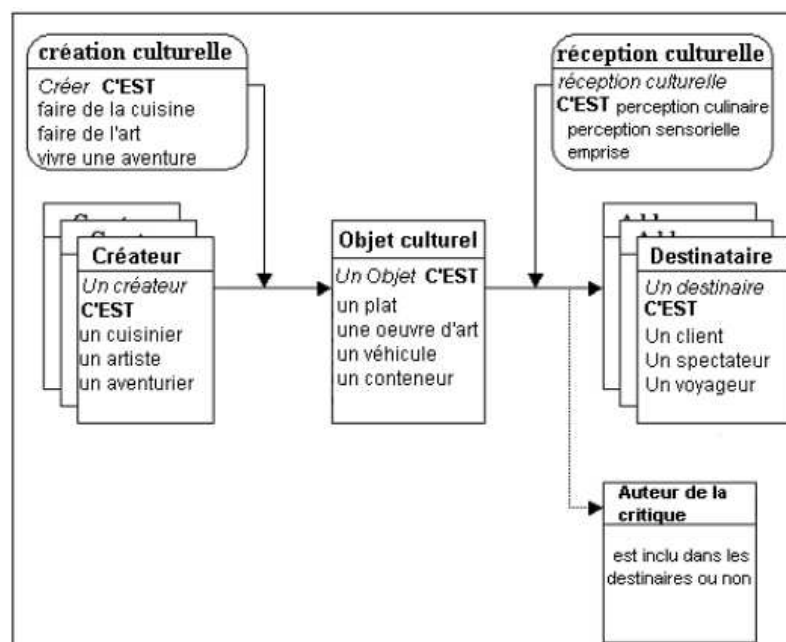 création culturelle
Créer C'EST
faire de la cuisine
faire de l'art
vivre une aventure
réception culturelle
réception culturelle
C'EST perception culinaire
perception sensorielle
emprise
Créateur
Un créateur
C'EST
un cuisinier
un artiste
un aventurier
Objet culturel
Un Objet C'EST
un plat
une oeuvre d'art
un véhicule
un conteneur
Destinataire
Un destinaire
C'EST
Un client
Un spectateur
Un voyageur
Auteur de la
critique
est inclu dans les
destinaires ou non